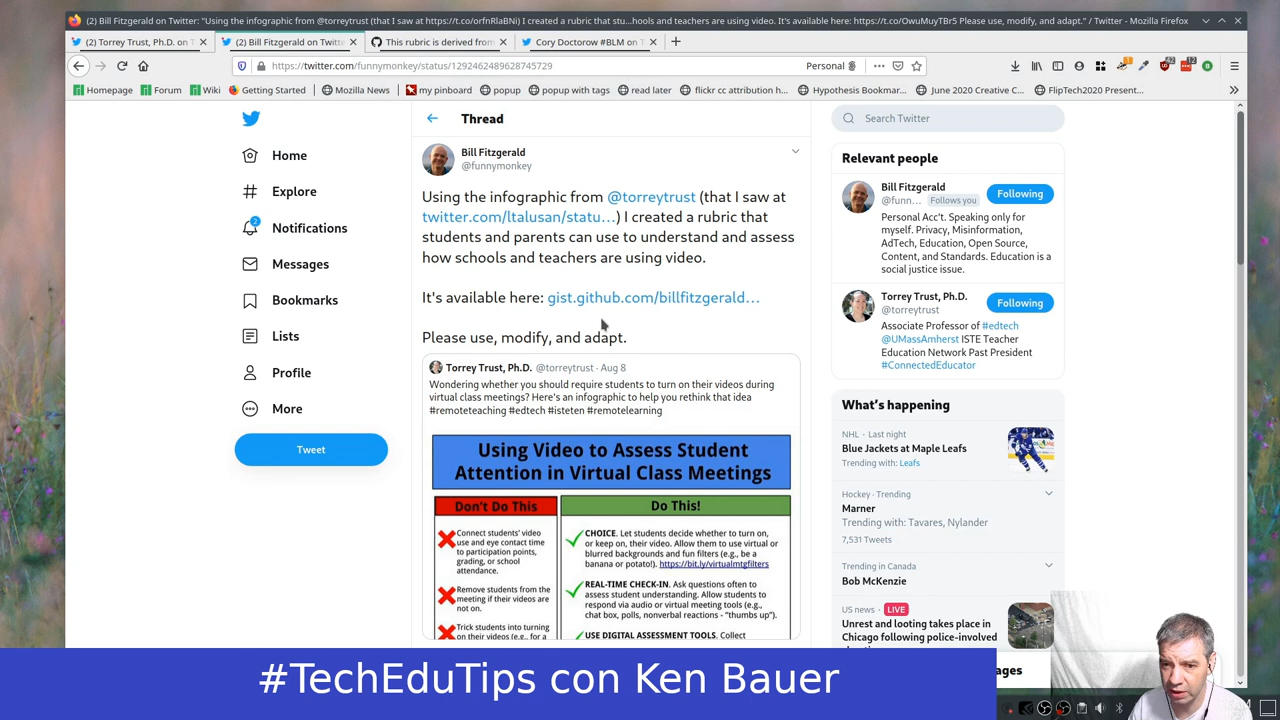 (2) Bill Fitzgerald on Twitter: "Using the infographic from @torreytrust (that I saw at https://t.co/orfnRlaBNi) I created a rubric that stu...hools and teachers are using video. It's available here: https://t.co/OwuMuyTBr5 Please use, modify, and adapt." / Twitter - Mozilla Firefox
(2) Torrey Trust, Ph.D. on T
(2) Bill Fitzgerald on Twitte
This rubric is derived from
Cory Doctorow #BLM on T
https://twitter.com/funnymonkey/status/1292462489628745729
Personal
Homepage
Forum
Wiki
Getting Started
Mozilla News
my pinboard
popup
popup with tags
read later
flickr cc attribution h...
Hypothesis Bookmar...
June 2020 Creative C...
FlipTech2020 Present...
Home
Explore
2
Notifications
Messages
Bookmarks
Lists
Profile
More
Tweet
Thread
Bill Fitzgerald
@funnymonkey
Using the infographic from @torreytrust (that I saw at
twitter.com/ltalusan/statu...) I created a rubric that
students and parents can use to understand and assess
how schools and teachers are using video.
It's available here: gist.github.com/billfitzgerald...
Please use, modify, and adapt.
Torrey Trust, Ph.D. @torreytrust · Aug 8
Wondering whether you should require students to turn on their videos during
virtual class meetings? Here's an infographic to help you rethink that idea
#remoteteaching #edtech #isteten #remotelearning
Using Video to Assess Student
Attention in Virtual Class Meetings
Don't Do This
Connect students' video
use and eye contact time
to participation points,
grading, or school
attendance.
Remove students from the
meeting if their videos are
not on.
Trick students into turning
on their videos (e.g., for a
Do This!
CHOICE. Let students decide whether to turn on,
or keep on, their video. Allow them to use virtual or
blurred backgrounds and fun filters (e.g., be a
banana or potato!). https://bit.ly/virtualmtgfilters
REAL-TIME CHECK-IN. Ask questions often to
assess student understanding. Allow students to
respond via audio or virtual meeting tools (e.g.,
chat box, polls, nonverbal reactions - "thumbs up").
USE DIGITAL ASSESSMENT TOOLS. Collect
Search Twitter
Relevant people
Bill Fitzgerald
@funn... Follows you
Following
Personal Acc't. Speaking only for
myself. Privacy, Misinformation,
AdTech, Education, Open Source,
Content, and Standards. Education is a
social justice issue.
Torrey Trust, Ph.D.
@torreytrust
Following
Associate Professor of #edtech
@UMassAmherst ISTE Teacher
Education Network Past President
#ConnectedEducator
What's happening
NHL · Last night
Blue Jackets at Maple Leafs
Trending with: Leafs
Hockey · Trending
Marner
Trending with: Tavares, Nylander
7,531 Tweets
Trending in Canada
Bob McKenzie
US news · LIVE
Unrest and looting takes place in
Chicago following police-involved
ages
#TechEduTips con Ken Bauer